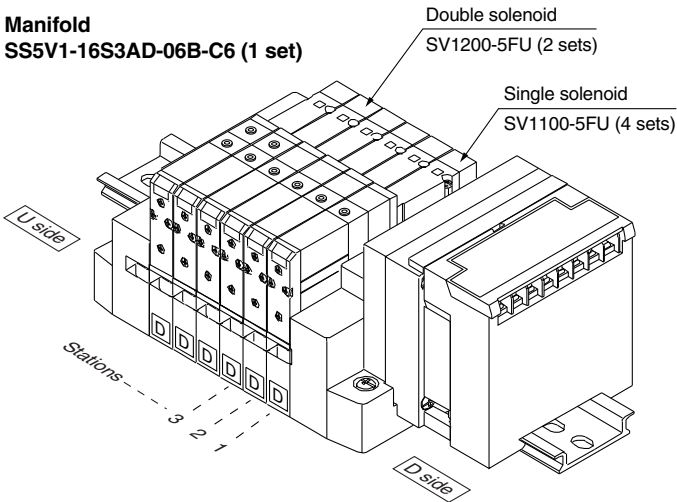 Manifold
SS5V1-16S3AD-06B-C6 (1 set)
Double solenoid
SV1200-5FU (2 sets)
Single solenoid
SV1100-5FU (4 sets)
U side
D D D D D D
Stations
3
2
1
D side